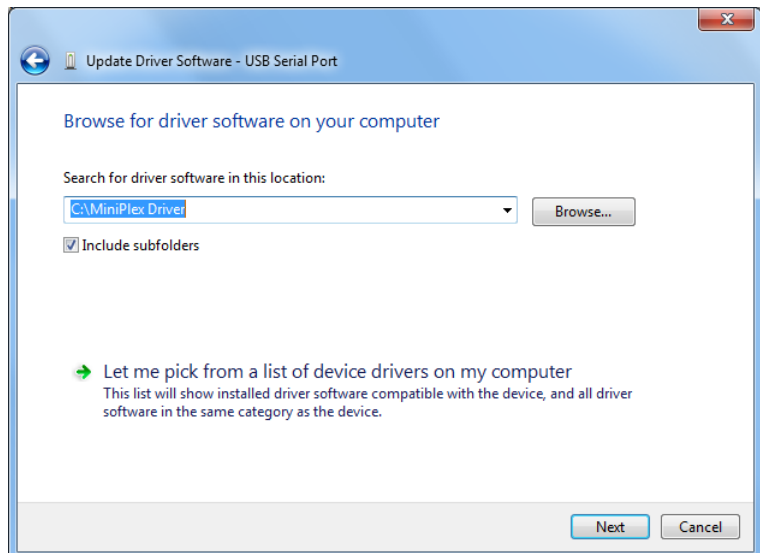 Update Driver Software - USB Serial Port
Browse for driver software on your computer
Search for driver software in this location:
C:\MiniPlex Driver
Browse...
Include subfolders
Let me pick from a list of device drivers on my computer
This list will show installed driver software compatible with the device, and all driver
software in the same category as the device.
Next
Cancel